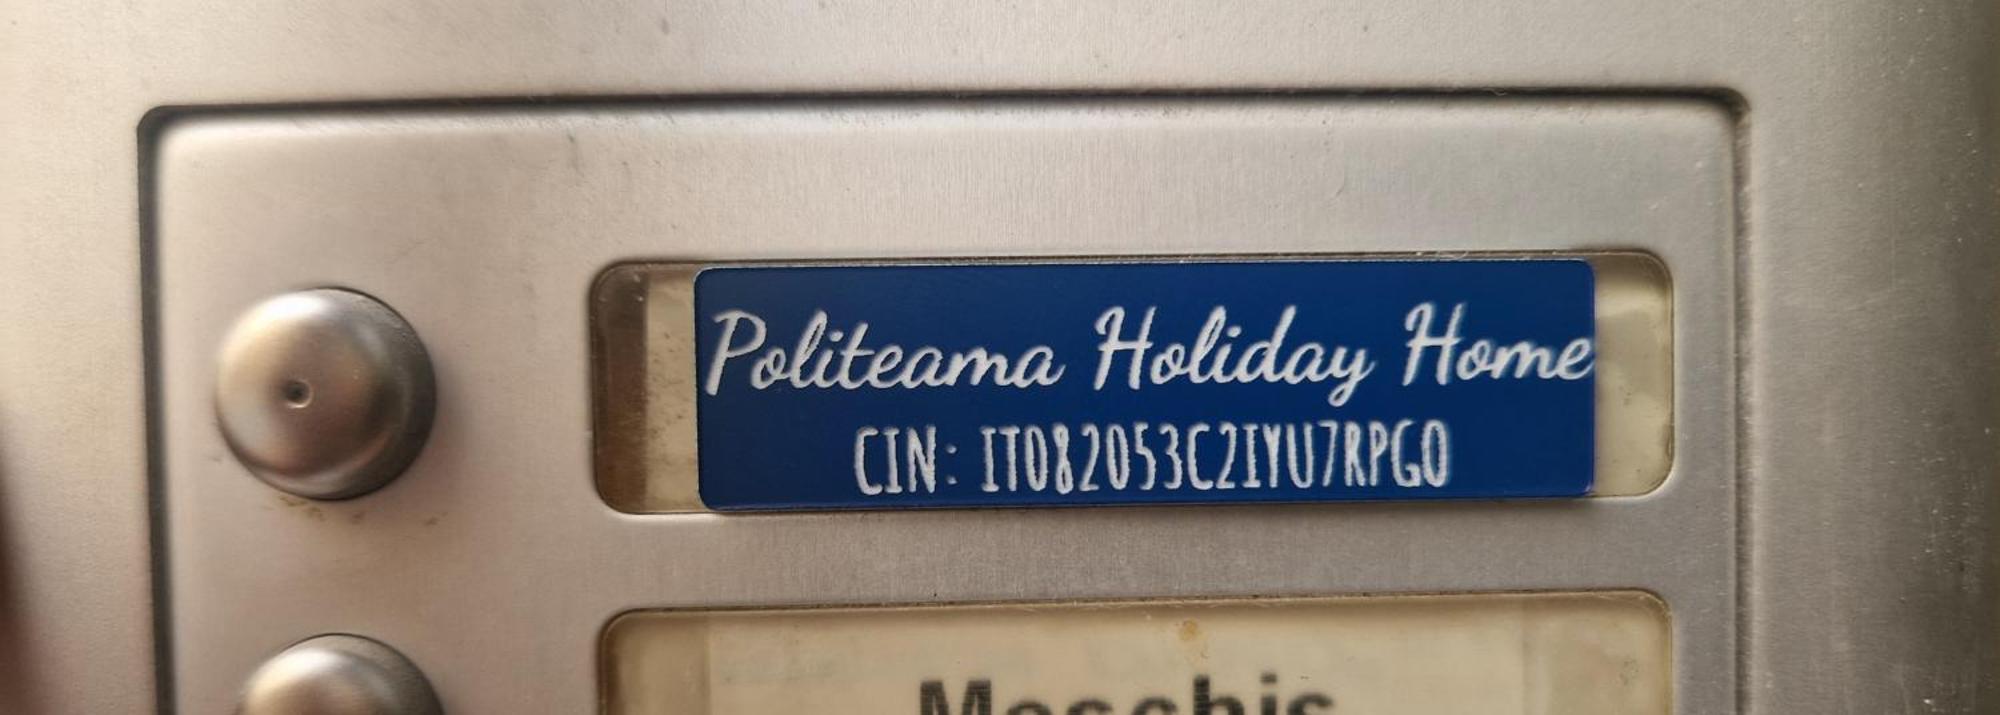 Politeama Holiday Home
CIN: IT082053C2IYU7RPGO